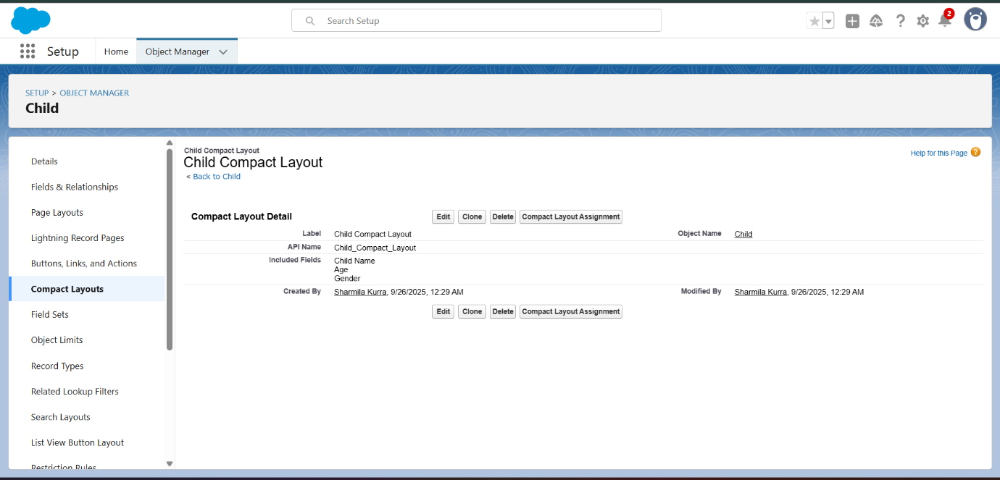 Search Setup
2
Setup
Home
Object Manager
SETUP > OBJECT MANAGER
Child
Details
Fields & Relationships
Page Layouts
Lightning Record Pages
Buttons, Links, and Actions
Compact Layouts
Field Sets
Object Limits
Record Types
Related Lookup Filters
Search Layouts
List View Button Layout
Restriction Rules
Child Compact Layout
Child Compact Layout
« Back to Child
Help for this Page ?
Compact Layout Detail
Edit Clone Delete Compact Layout Assignment
Label Child Compact Layout Object Name Child
API Name Child_Compact_Layout
Included Fields Child Name
Age
Gender
Created By Sharmila Kurra, 9/26/2025, 12:29 AM Modified By Sharmila Kurra, 9/26/2025, 12:29 AM
Edit Clone Delete Compact Layout Assignment